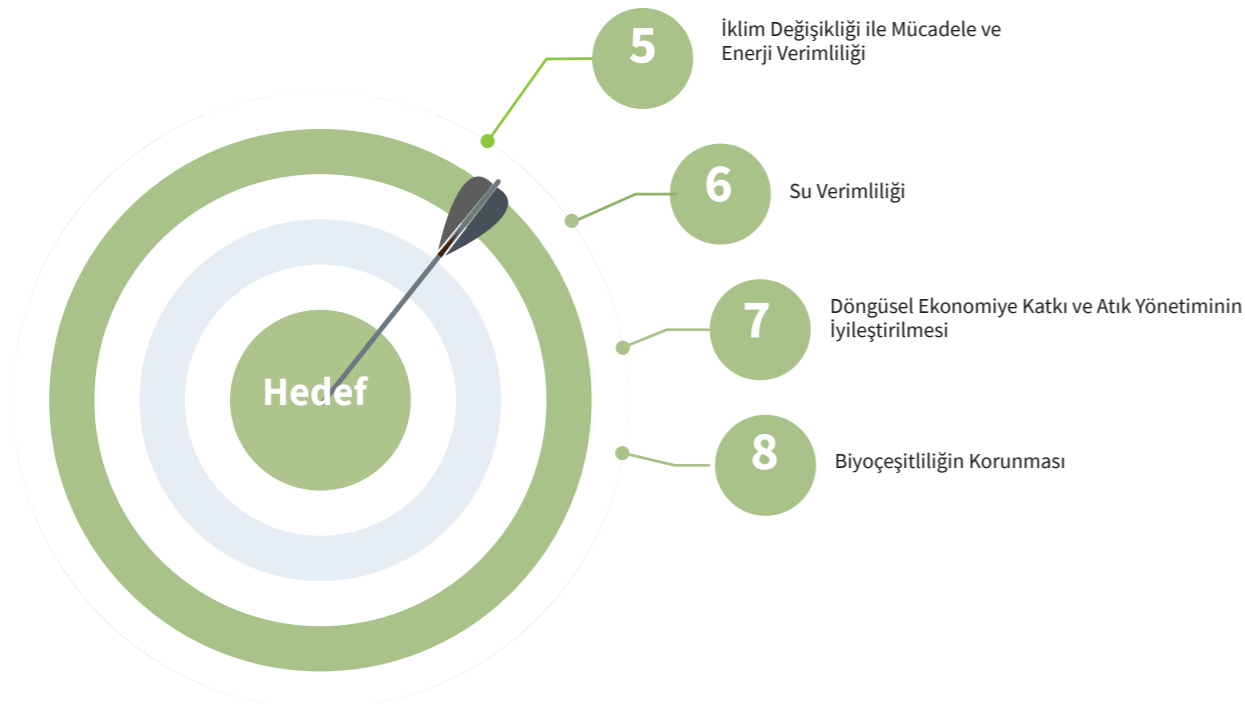 5
İklim Değişikliği ile Mücadele ve
Enerji Verimliliği
6
Su Verimliliği
7
Döngüsel Ekonomiye Katkı ve Atık Yönetiminin
İyileştirilmesi
Hedef
8
Biyoçeşitliliğin Korunması